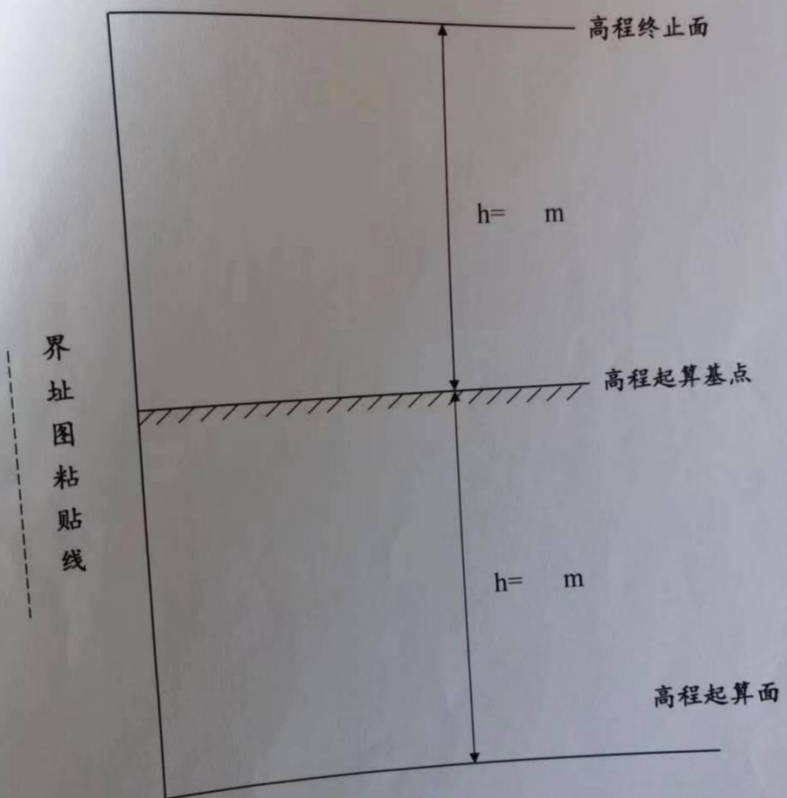 高程终止面
h= m
高程起算基点
界址图粘贴线
h= m
高程起算面